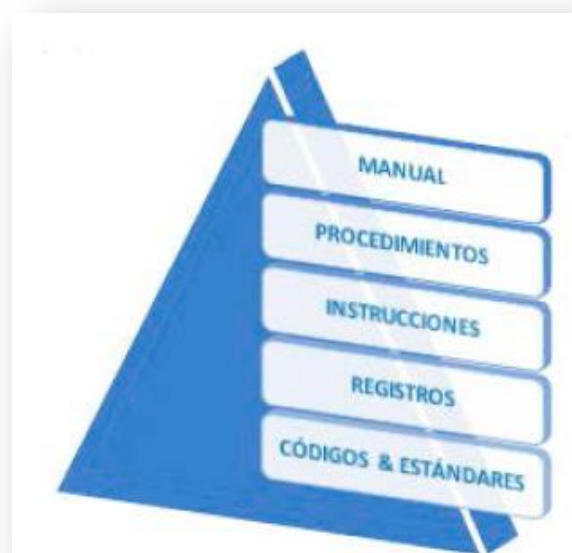 MANUAL
PROCEDIMIENTOS
INSTRUCCIONES
REGISTROS
CÓDIGOS & ESTÁNDARES